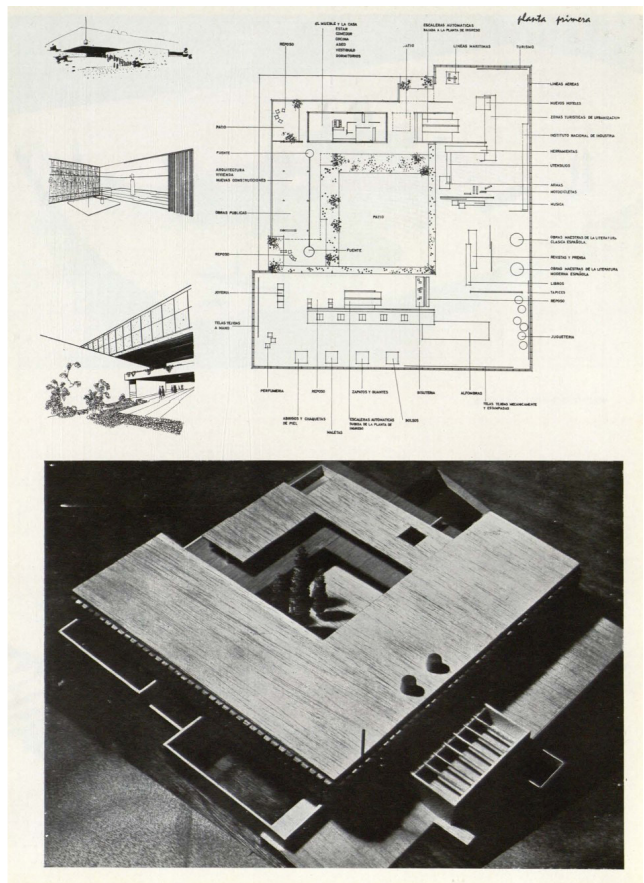 planta primera
EL MUEBLE Y LA CASA
ESTAR
COMEDOR
COCINA
ASEO
VESTIBULO
DORMITORIOS
ESCALERAS AUTOMATICAS
BAJADA A LA PLANTA DE INGRESO
REPOSO
LINEAS MARITIMAS
TURISMO
LINEAS AEREAS
NUEVOS HOTELES
ZONAS TURISTICAS DE URBANIZACION
INSTITUTO NACIONAL DE INDUSTRIA
HERRAMIENTAS
UTENSILIOS
ARMAS
MOTOCICLETAS
MUSICA
OBRAS MAESTRAS DE LA LITERATURA
CLASICA ESPAÑOLA.
REVISTAS Y PRENSA
OBRAS MAESTRAS DE LA LITERATURA
MODERNA ESPAÑOLA.
LIBROS
TAPICES
REPOSO
JUGUETERIA
PATIO
FUENTE
ARQUITECTURA
VIVIENDA
NUEVAS CONSTRUCCIONES
OBRAS PUBLICAS
REPOSO
JOYERIA
TELAS TEJIDAS
A MANO
PATIO
FUENTE
PERFUMERIA
REPOSO
ZAPATOS Y GUANTES
BISUTERIA
ALFOMBRAS
TELAS TEJIDAS MECANICAMENTE
Y ESTAMPADAS
ABRIGOS Y CHAQUETAS
DE PIEL
MALETAS
ESCALERAS AUTOMATICAS
SUBIDA DE LA PLANTA DE
INGRESO
BOLSOS